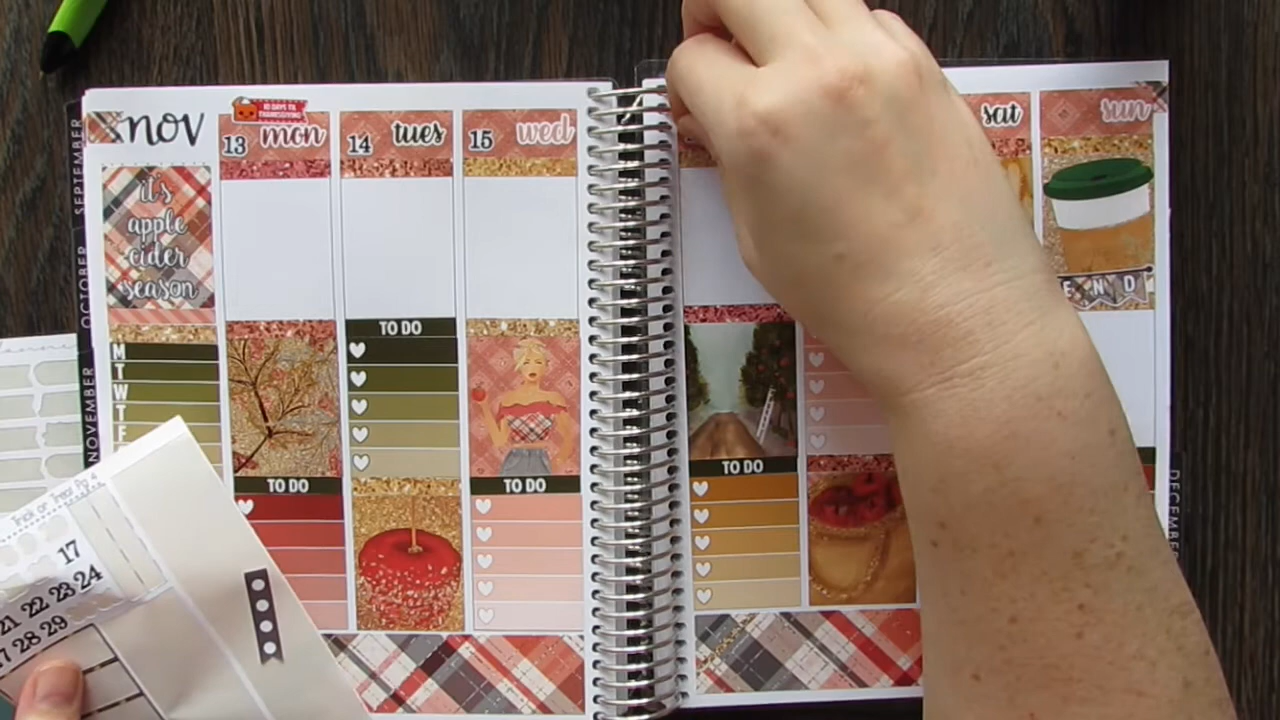 SEPTEMBER
OCTOBER
NOVEMBER
DECEMBER
nov
10 DAYS TIL
THANKSGIVING
13 mon
14 tues
15 wed
sat
sun
it's
apple
cider
season
END
M
T
W
T
F
TO DO
TO DO
TO DO
TO DO
17
21 22 23 24
28 29